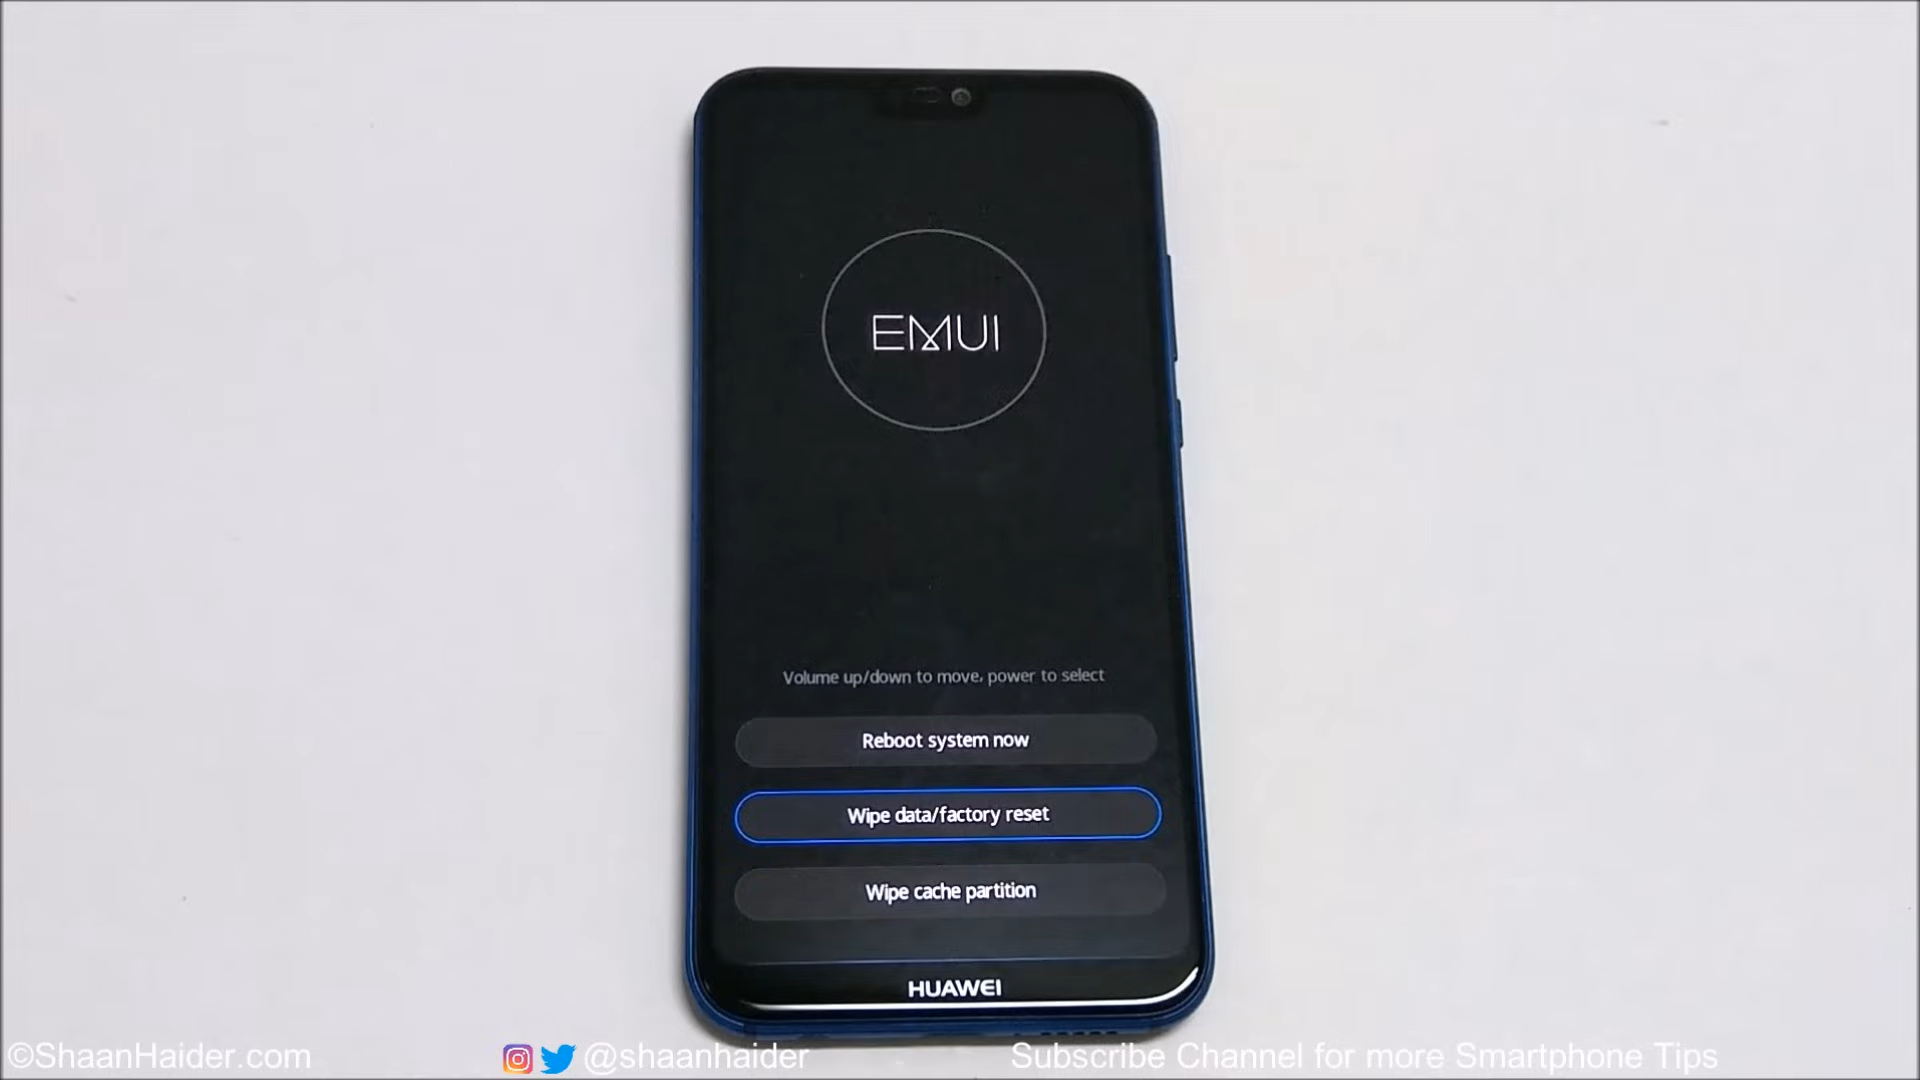 EMUI
Volume up/down to move, power to select
Reboot system now
Wipe data/factory reset
Wipe cache partition
HUAWEI
©ShaanHaider.com
@shaanhaider
Subscribe Channel for more Smartphone Tips